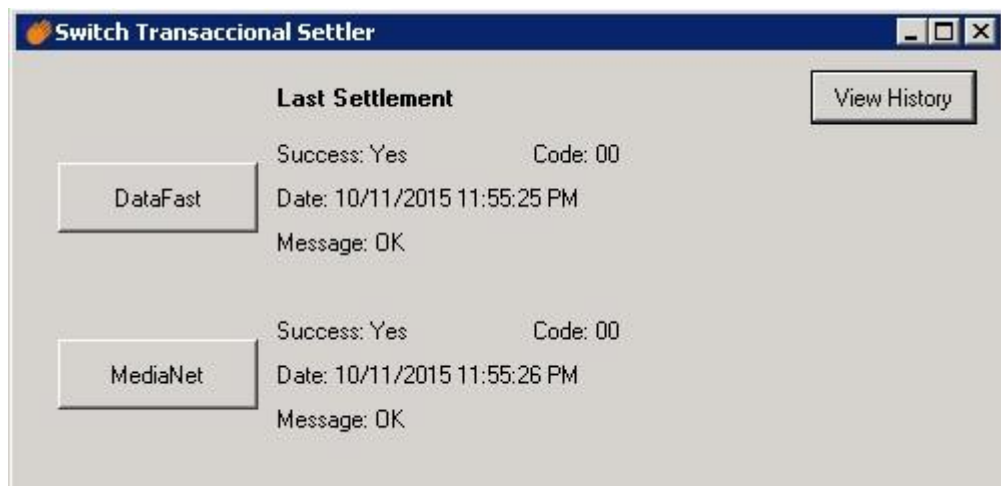 Switch Transaccional Settler
Last Settlement
View History
Success: Yes Code: 00
DataFast
Date: 10/11/2015 11:55:25 PM
Message: OK
Success: Yes Code: 00
MediaNet
Date: 10/11/2015 11:55:26 PM
Message: OK